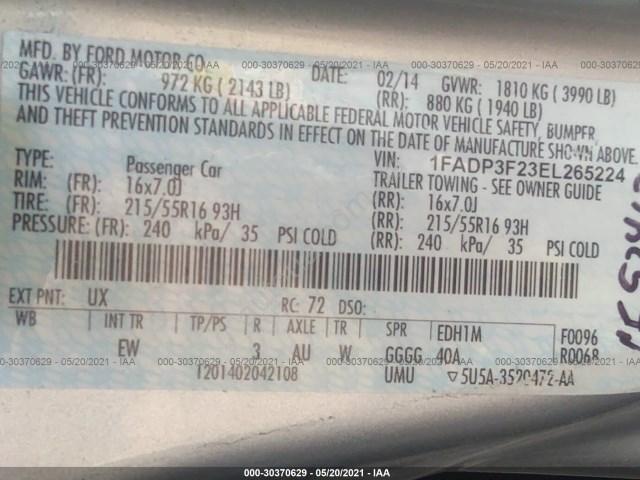 MFD. BY FORD MOTOR CO.
DATE: 02/14 GVWR: 1810 KG ( 3990 LB)
GAWR: (FR): 972 KG ( 2143 LB) (RR): 880 KG ( 1940 LB)
THIS VEHICLE CONFORMS TO ALL APPLICABLE FEDERAL MOTOR VEHICLE SAFETY, BUMPER,
AND THEFT PREVENTION STANDARDS IN EFFECT ON THE DATE OF MANUFACTURE SHOWN ABOVE.
VIN: 1FADP3F23EL265224
TYPE: Passenger Car TRAILER TOWING - SEE OWNER GUIDE
RIM: (FR): 16x7.0J (RR): 16x7.0J
TIRE: (FR): 215/55R16 93H (RR): 215/55R16 93H
PRESSURE: (FR): 240 kPa/ 35 PSI COLD (RR): 240 kPa/ 35 PSI COLD
EXT PNT: UX RC: 72 DSO:
WB INT TR TP/PS R AXLE TR SPR EDH1M F0096
EW 3 AU W GGGG 40A R0068
T201402042108 UMU ▽5U5A-3520472-AA
000-30370629 - 05/20/2021 - IAA